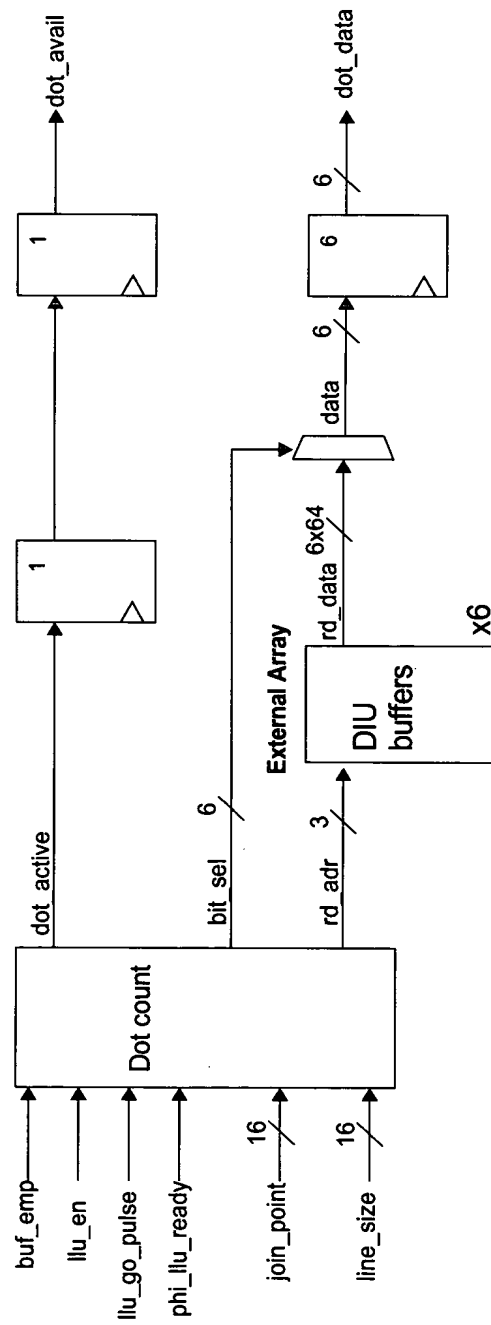 buf_emp
llu_en
llu_go_pulse
phi_llu_ready
join_point
16
line_size
16
Dot count
dot_active
bit_sel
6
rd_adr
3
External Array
DIU
buffers
x6
rd_data
6x64
data
6
1
1
6
6
dot_avail
dot_data